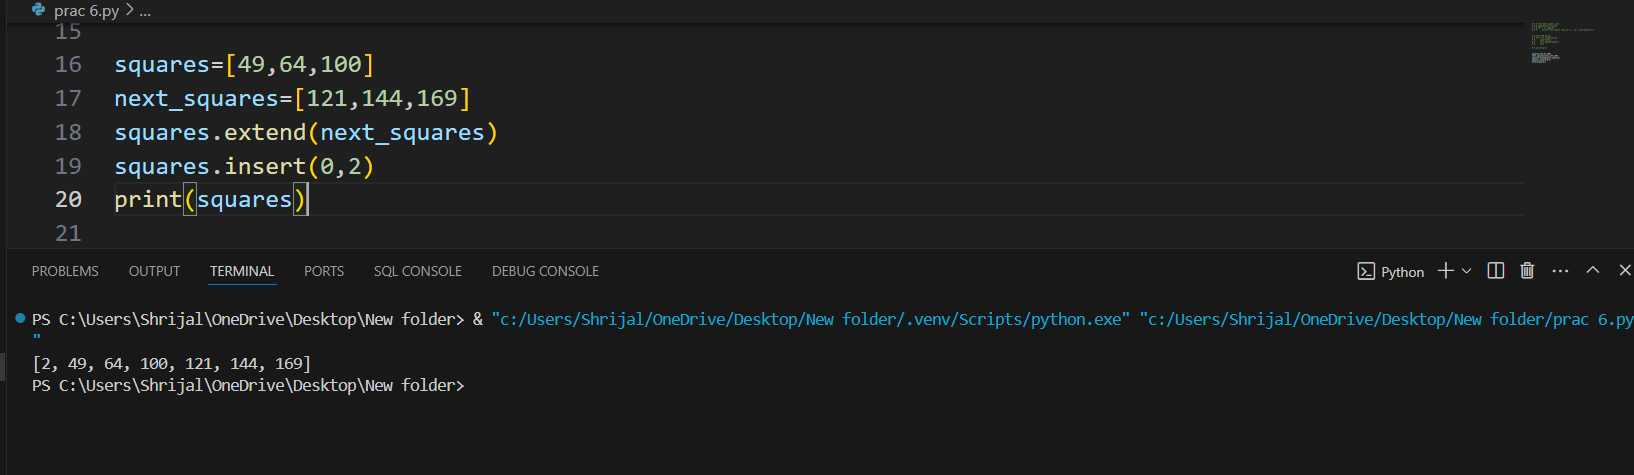 prac 6.py > ...
15
16 squares=[49,64,100]
17 next_squares=[121,144,169]
18 squares.extend(next_squares)
19 squares.insert(0,2)
20 print(squares)
21
PROBLEMS OUTPUT TERMINAL PORTS SQL CONSOLE DEBUG CONSOLE Python
PS C:\Users\Shrijal\OneDrive\Desktop\New folder> & "c:/Users/Shrijal/OneDrive/Desktop/New folder/.venv/Scripts/python.exe" "c:/Users/Shrijal/OneDrive/Desktop/New folder/prac 6.py
"
[2, 49, 64, 100, 121, 144, 169]
PS C:\Users\Shrijal\OneDrive\Desktop\New folder>